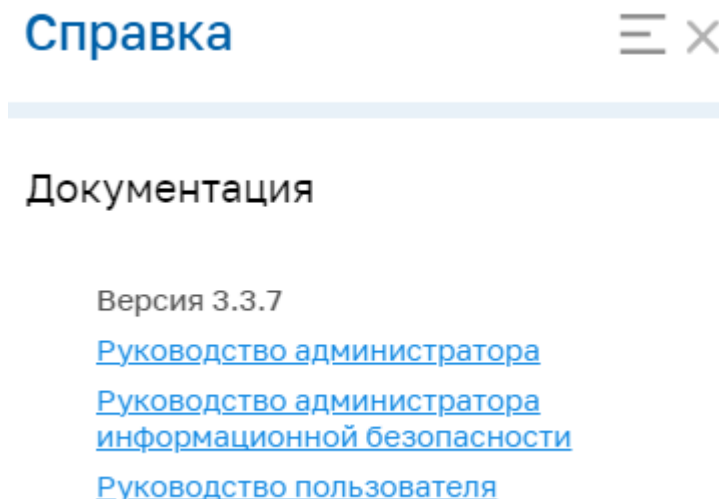 Справка
Документация
Версия 3.3.7
Руководство администратора
Руководство администратора
информационной безопасности
Руководство пользователя